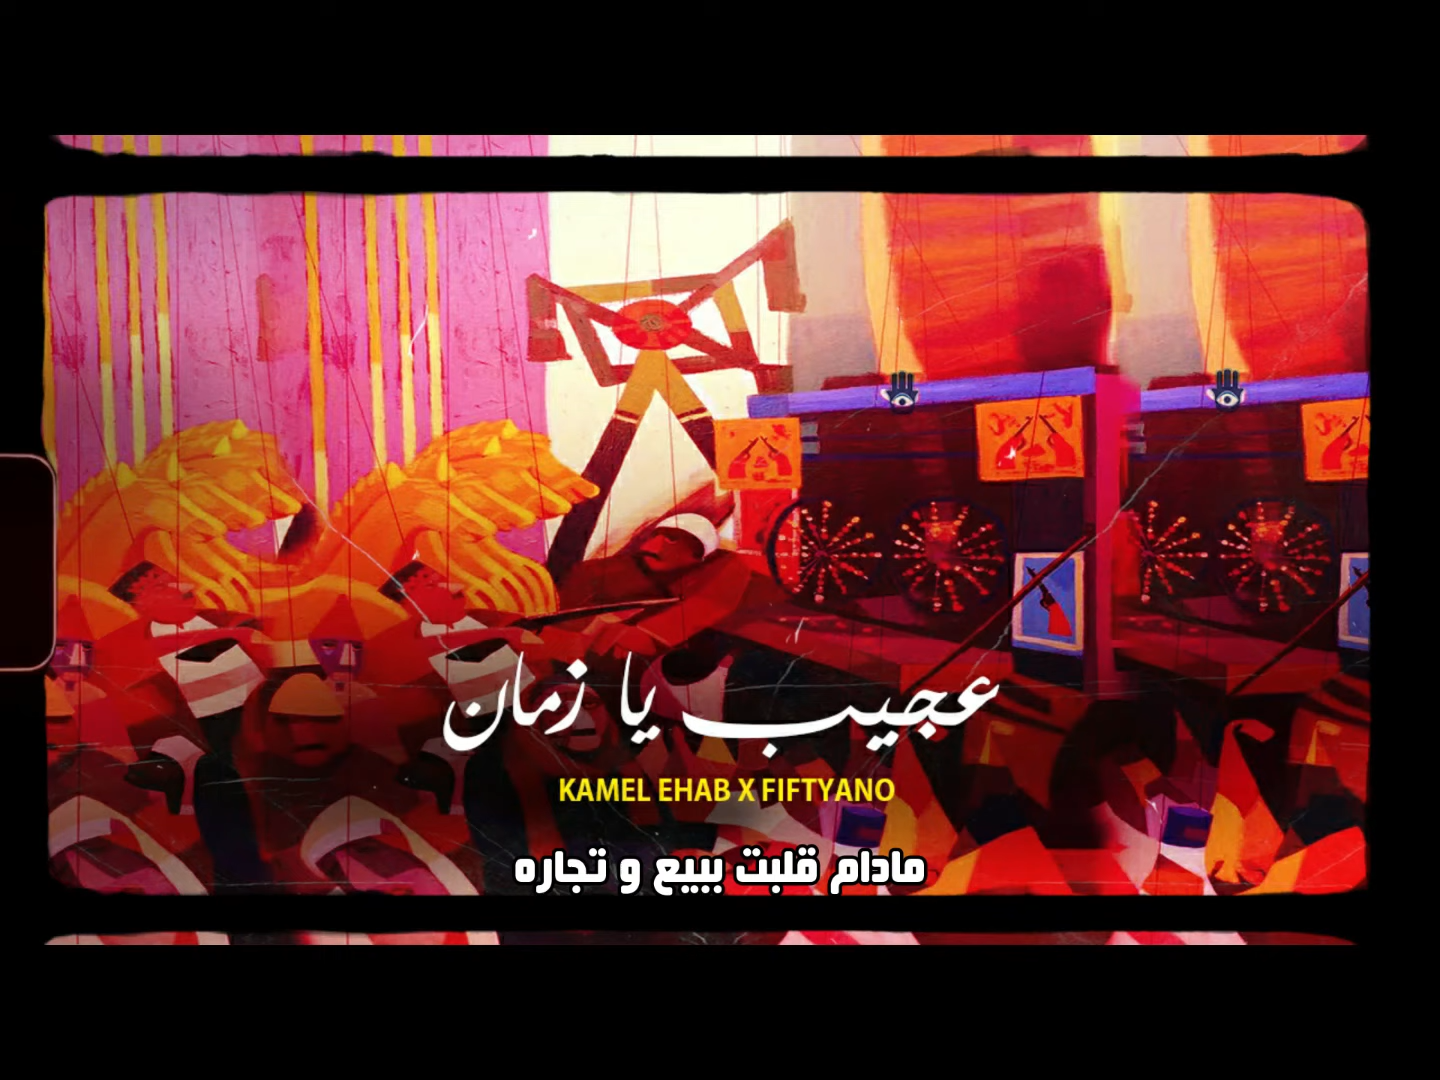 عجيب يا زمان
KAMEL EHAB X FIFTYANO
مادام قلبت ببيع و تجاره